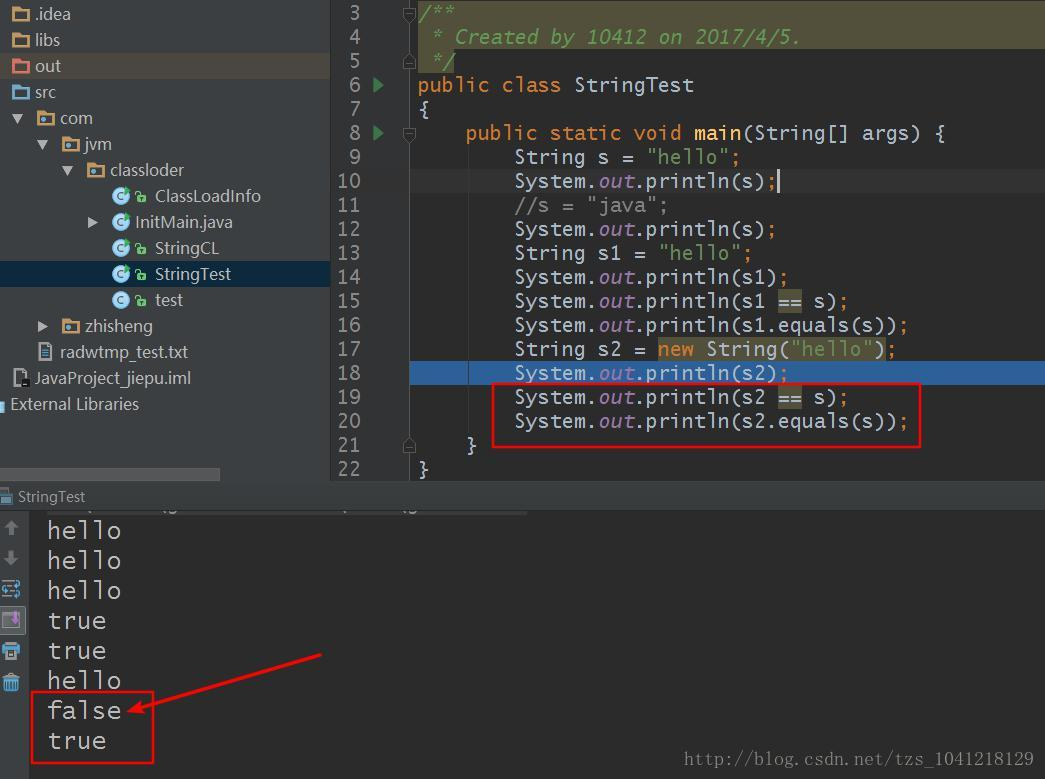 .idea
libs
out
src
com
jvm
classloder
ClassLoadInfo
InitMain.java
StringCL
StringTest
test
zhisheng
radwtmp_test.txt
JavaProject_jiepu.iml
External Libraries
3 /**
4 * Created by 10412 on 2017/4/5.
5 */
6 public class StringTest
7 {
8 public static void main(String[] args) {
9 String s = "hello";
10 System.out.println(s);
11 //s = "java";
12 System.out.println(s);
13 String s1 = "hello";
14 System.out.println(s1);
15 System.out.println(s1 == s);
16 System.out.println(s1.equals(s));
17 String s2 = new String("hello");
18 System.out.println(s2);
19 System.out.println(s2 == s);
20 System.out.println(s2.equals(s));
21 }
22 }
StringTest
hello
hello
hello
true
true
hello
false
true
http://blog.csdn.net/tzs_1041218129